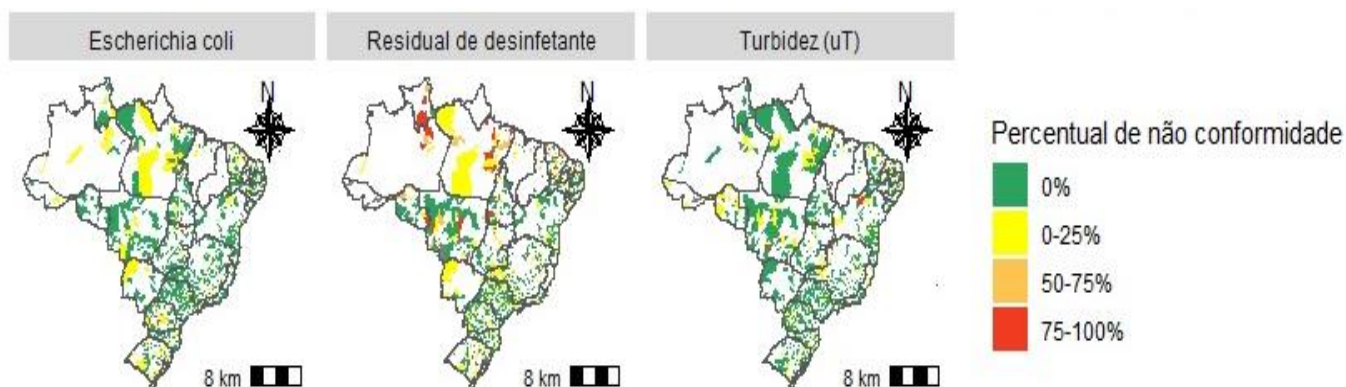 Escherichia coli
Residual de desinfetante
Turbidez (uT)
N
N
N
8 km
8 km
8 km
Percentual de não conformidade
0%
0-25%
50-75%
75-100%